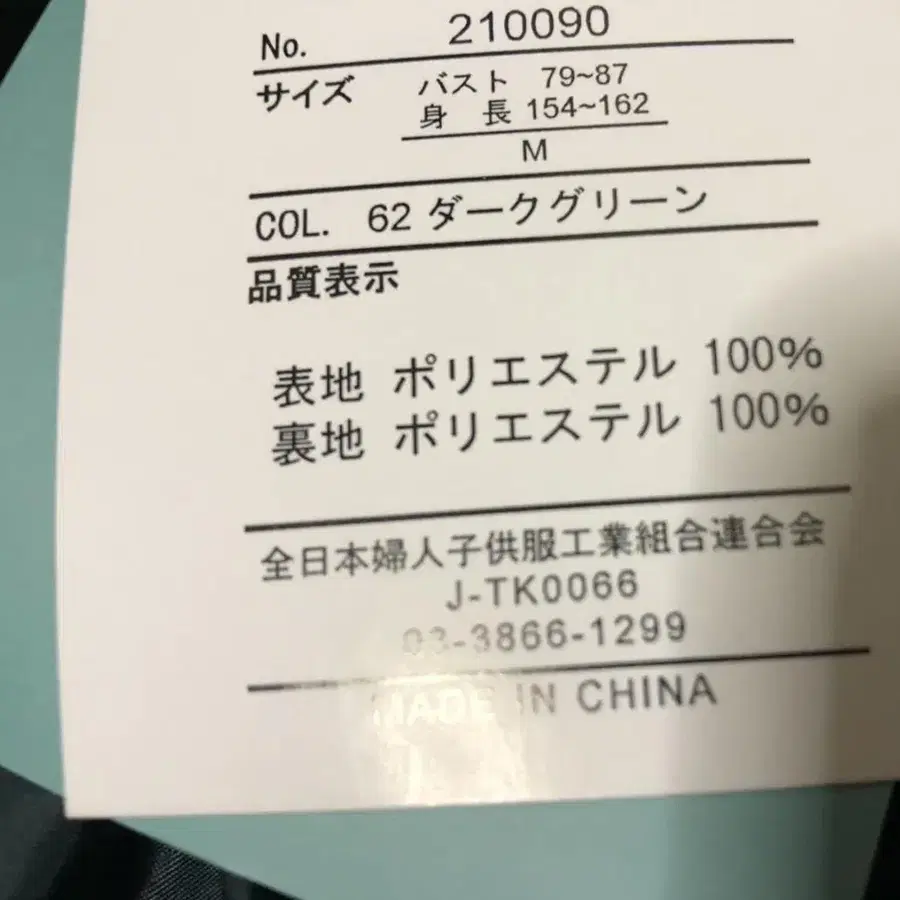 No. 210090
サイズ バスト 79~87
身 長 154~162
M
COL. 62 ダークグリーン
品質表示
表地 ポリエステル 100%
裏地 ポリエステル 100%
全日本婦人子供服工業組合連合会
J-TK0066
03-3866-1299
MADE IN CHINA